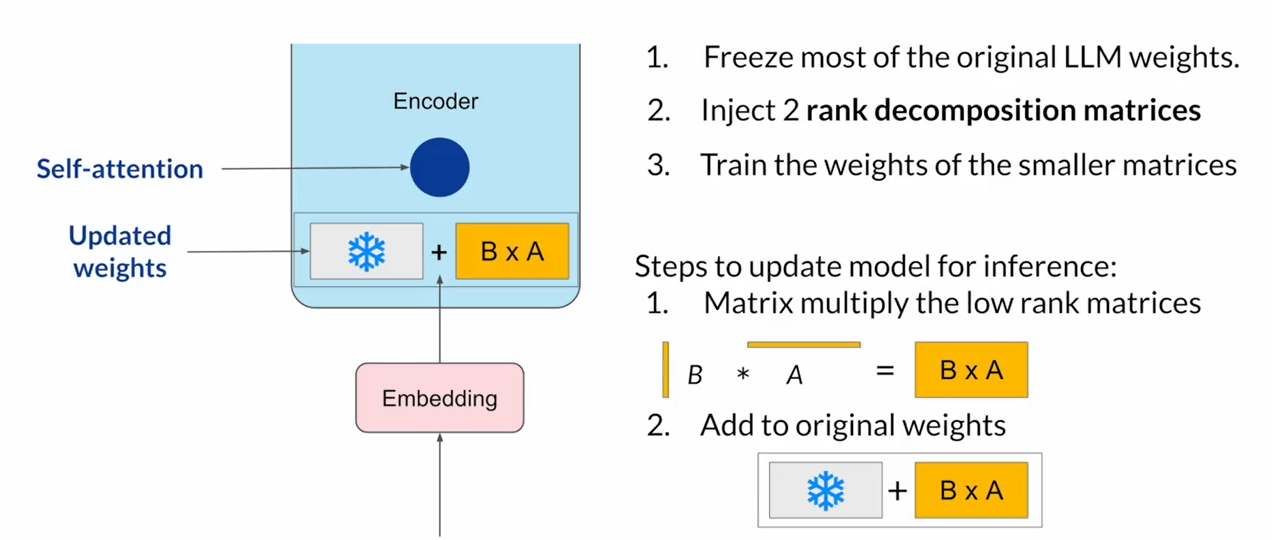 Encoder
Self-attention
Updated
weights
+
B x A
Embedding
1. Freeze most of the original LLM weights.
2. Inject 2 rank decomposition matrices
3. Train the weights of the smaller matrices
Steps to update model for inference:
1. Matrix multiply the low rank matrices
B * A = B x A
2. Add to original weights
+ B x A